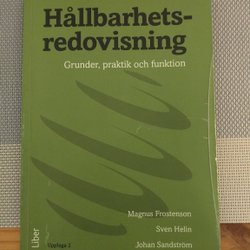 Hållbarhets-
redovisning
Grunder, praktik och funktion
Magnus Frostenson
Sven Helin
Johan Sandström
Liber
Upplaga 2